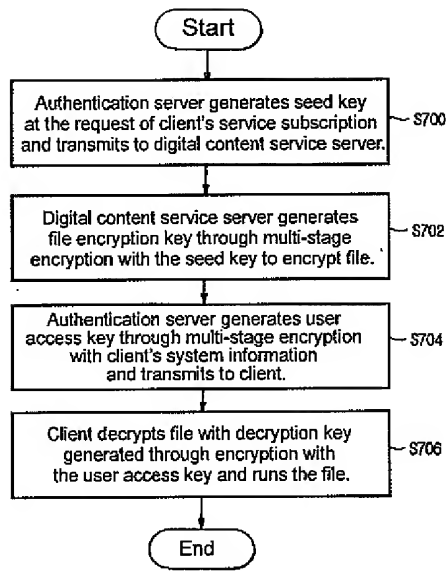 Start
Authentication server generates seed key
at the request of client's service subscription
and transmits to digital content service server.
S700
Digital content service server generates
file encryption key through multi-stage
encryption with the seed key to encrypt file.
S702
Authentication server generates user
access key through multi-stage encryption
with client's system information
and transmits to client.
S704
Client decrypts file with decryption key
generated through encryption with
the user access key and runs the file.
S706
End